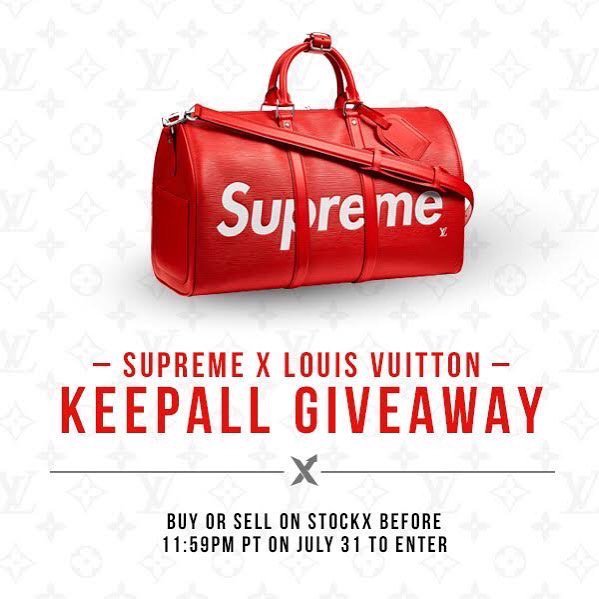 Supreme
LV
– SUPREME X LOUIS VUITTON –
KEEPALL GIVEAWAY
X
BUY OR SELL ON STOCKX BEFORE
11:59PM PT ON JULY 31 TO ENTER